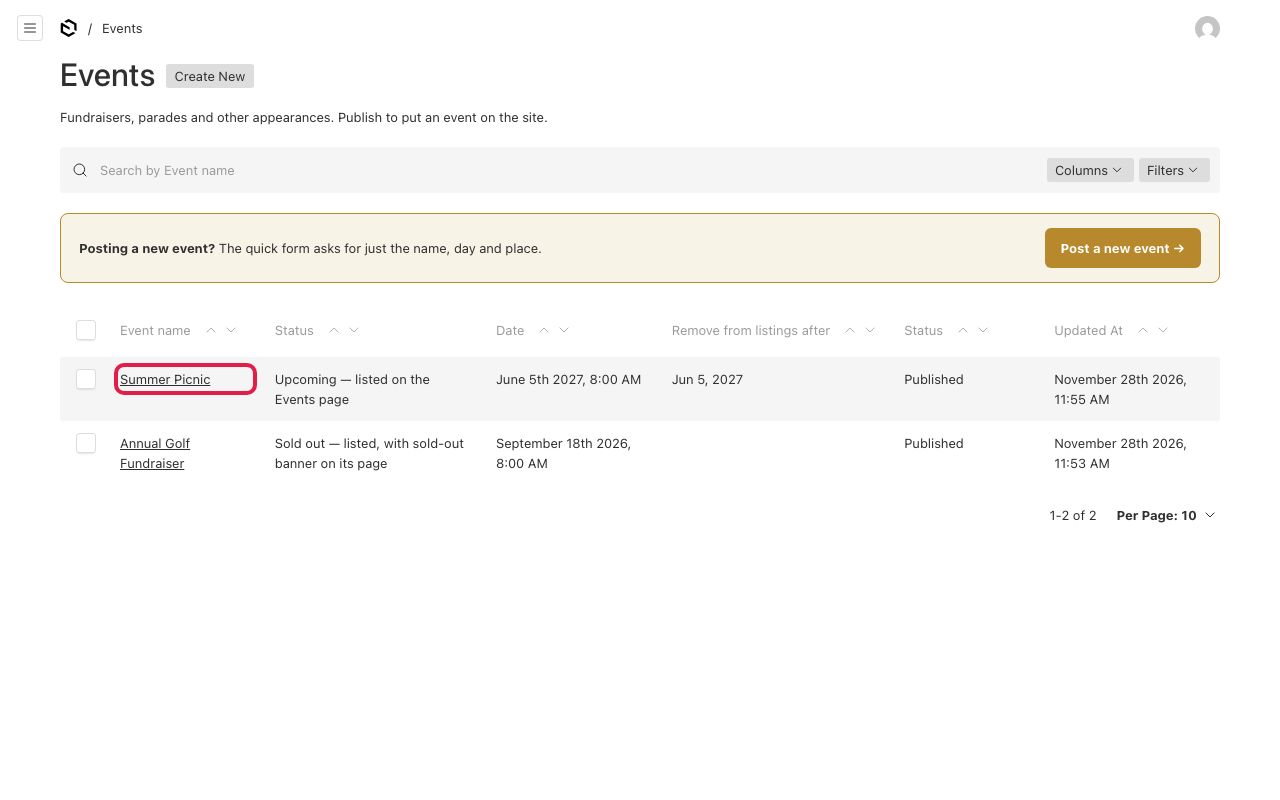 / Events
Events Create New
Fundraisers, parades and other appearances. Publish to put an event on the site.
Search by Event name Columns Filters
Posting a new event? The quick form asks for just the name, day and place. Post a new event →
Event name Status Date Remove from listings after Status Updated At
Summer Picnic Upcoming — listed on the June 5th 2027, 8:00 AM Jun 5, 2027 Published November 28th 2026,
Events page 11:55 AM
Annual Golf Sold out — listed, with sold-out September 18th 2026, Published November 28th 2026,
Fundraiser banner on its page 8:00 AM 11:53 AM
1-2 of 2 Per Page: 10